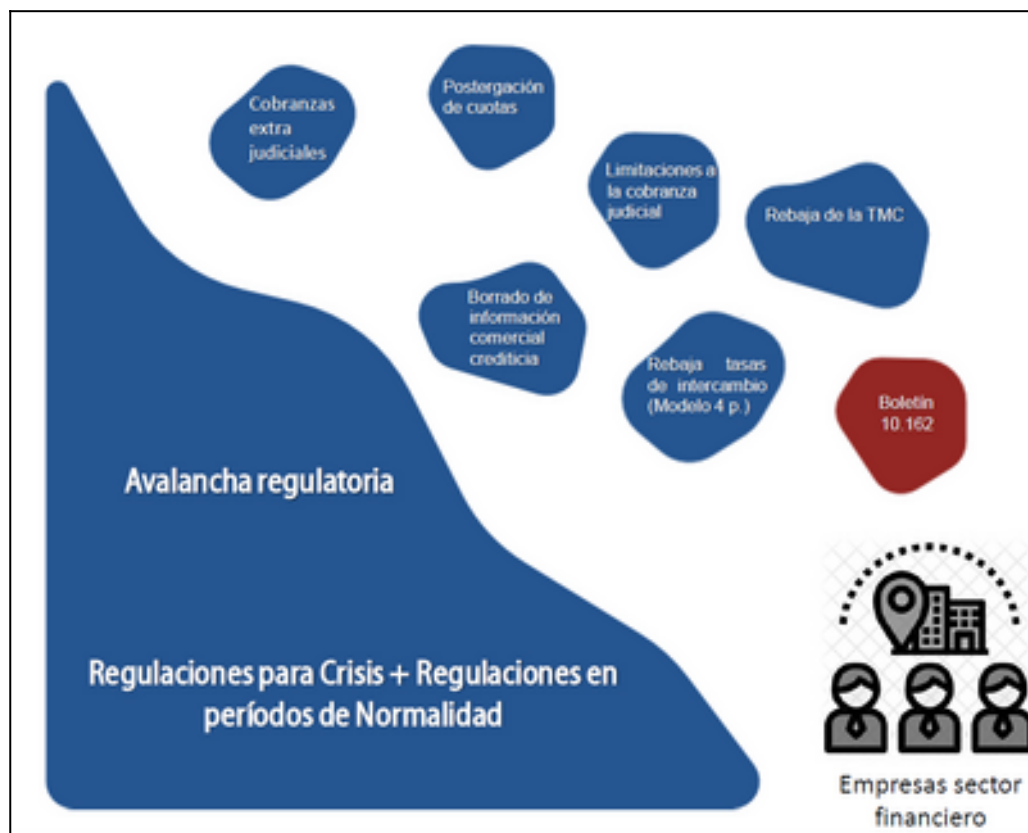 Cobranzas
extra
judiciales
Postergación
de cuotas
Limitaciones a
la cobranza
judicial
Rebaja de la TMC
Borrado de
información
comercial
crediticia
Rebaja tasas
de intercambio
(Modelo 4 p.)
Boletín
10.162
Avalancha regulatoria
Regulaciones para Crisis + Regulaciones en
períodos de Normalidad
Empresas sector
financiero